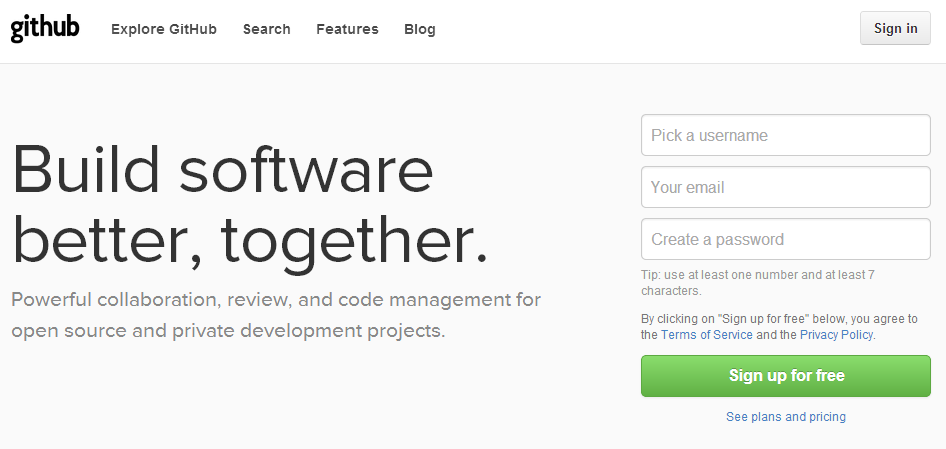 github
Explore GitHub
Search
Features
Blog
Sign in
Build software
better, together.
Powerful collaboration, review, and code management for
open source and private development projects.
Pick a username
Your email
Create a password
Tip: use at least one number and at least 7
characters.
By clicking on "Sign up for free" below, you agree to
the Terms of Service and the Privacy Policy.
Sign up for free
See plans and pricing